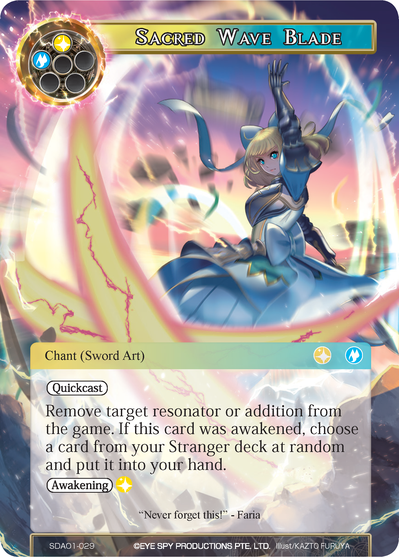 Sacred Wave Blade
Chant (Sword Art)
Quickcast
Remove target resonator or addition from
the game. If this card was awakened, choose
a card from your Stranger deck at random
and put it into your hand.
Awakening
“Never forget this!” - Faria
SDAO1-029 ©EYE SPY PRODUCTIONS PTE. LTD. Illust/KAZTO FURUYA